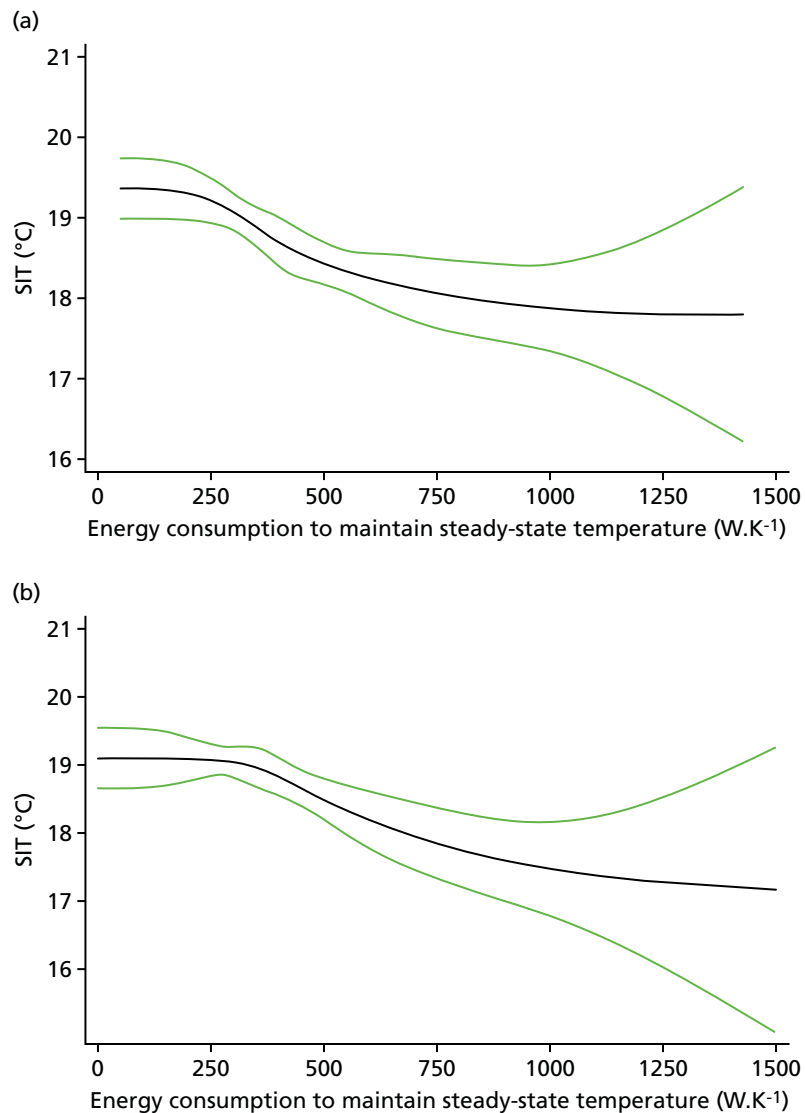 (a)
21
20
19
18
17
16
SIT (°C)
0 250 500 750 1000 1250 1500
Energy consumption to maintain steady-state temperature (W.K-1)
(b)
21
20
19
18
17
16
SIT (°C)
0 250 500 750 1000 1250 1500
Energy consumption to maintain steady-state temperature (W.K-1)